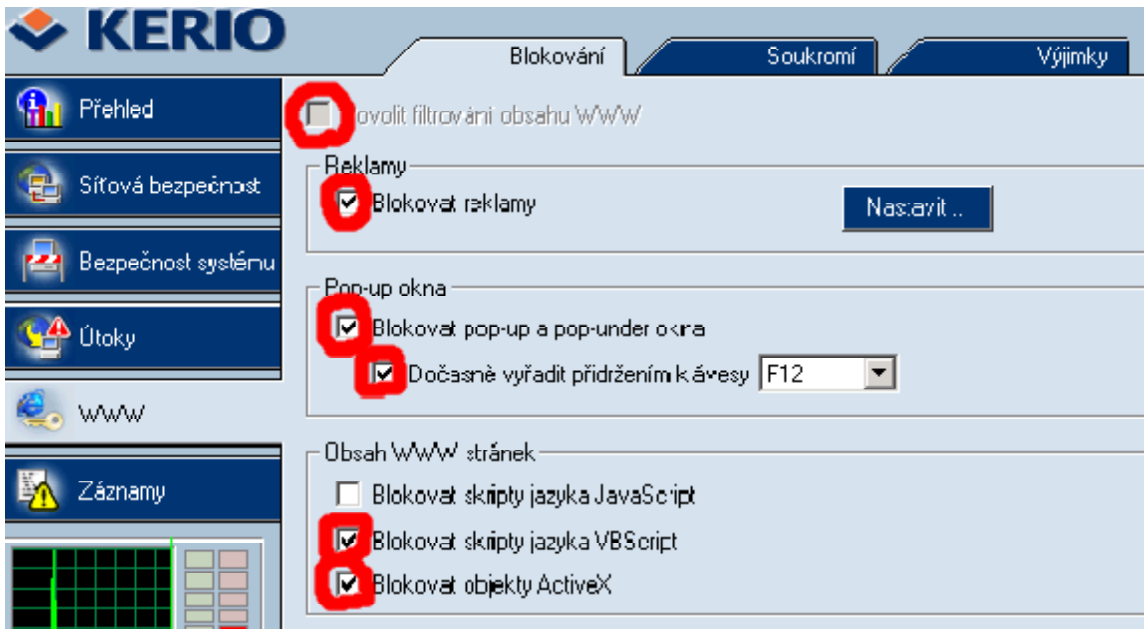 KERIO
Blokování Soukromí Výjimky
Přehled
Síťová bezpečnost
Bezpečnost systému
Útoky
WWW
Záznamy
Povolit filtrování obsahu WWW
Reklamy
Blokovat reklamy Nastavit ..
Pop-up okna
Blokovat pop-up a pop-under okna
Dočasně vyřadit přidržením klávesy F12
Obsah WWW stránek
Blokovat skripty jazyka JavaScript
Blokovat skripty jazyka VBScript
Blokovat objekty ActiveX